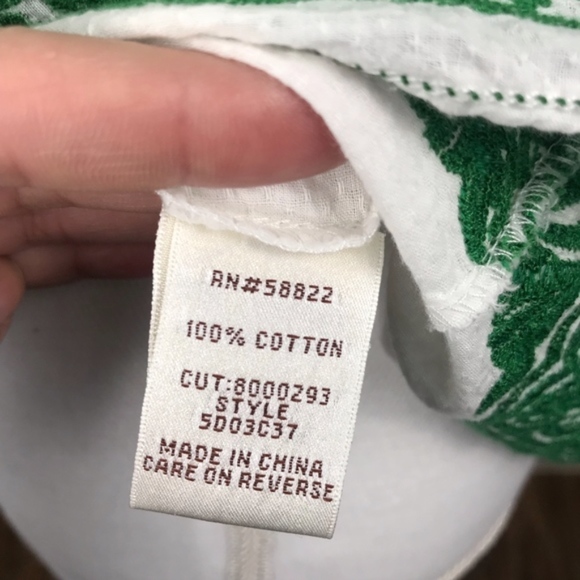 RN#58822
100% COTTON
CUT:8000293
STYLE
5D03C37
MADE IN CHINA
CARE ON REVERSE